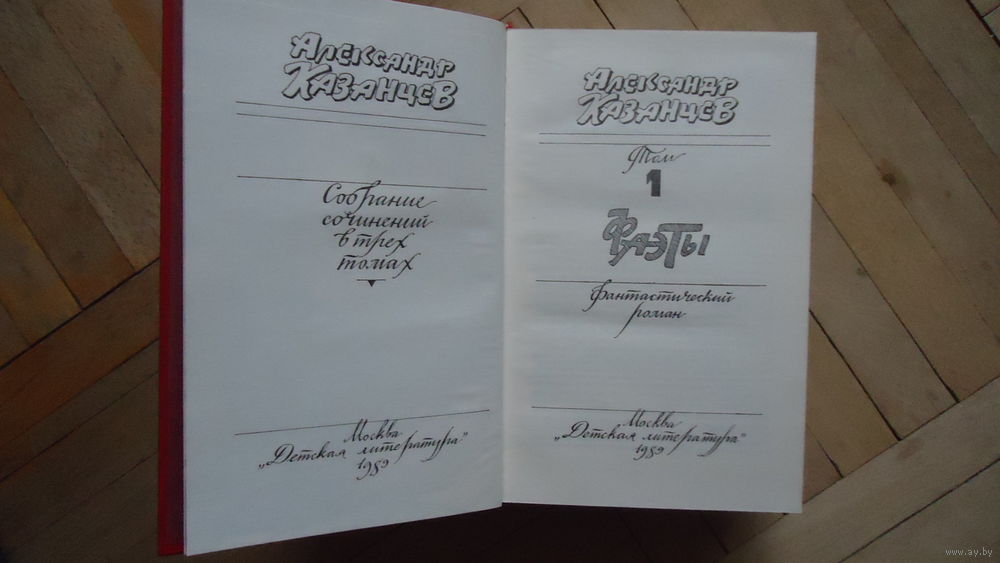 Александр
Казанцев
Собрание
сочинений
в трех
томах
Москва
„Детская литература"
1989
Александр
Казанцев
Том
1
Фаэты
Фантастический
роман
Москва
„Детская литература"
1989
www.ay.by